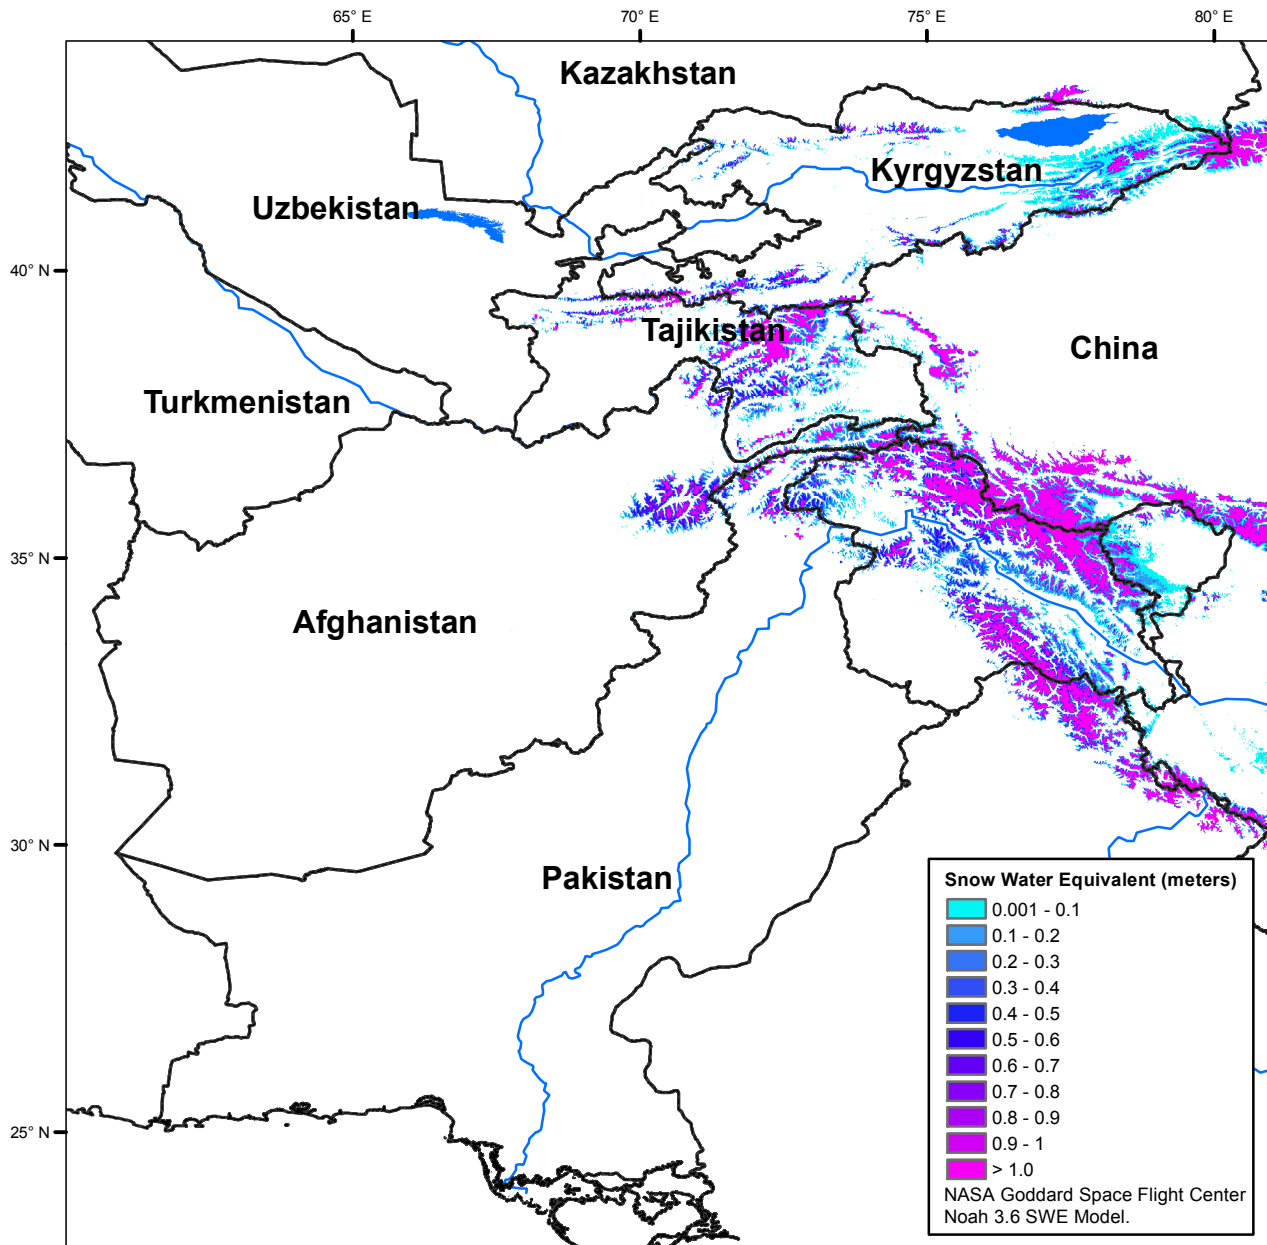 65° E
70° E
75° E
80° E
Kazakhstan
Kyrgyzstan
Uzbekistan
40° N
Tajikistan
China
Turkmenistan
35° N
Afghanistan
30° N
Pakistan
25° N
Snow Water Equivalent (meters)
0.001 - 0.1
0.1 - 0.2
0.2 - 0.3
0.3 - 0.4
0.4 - 0.5
0.5 - 0.6
0.6 - 0.7
0.7 - 0.8
0.8 - 0.9
0.9 - 1
> 1.0
NASA Goddard Space Flight Center
Noah 3.6 SWE Model.